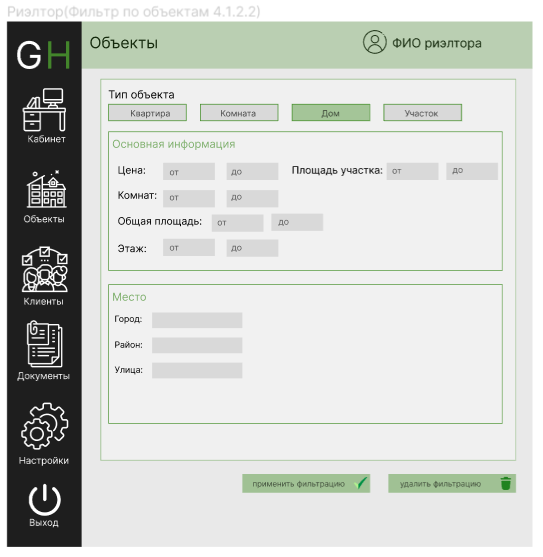 Риэлтор(Фильтр по объектам 4.1.2.2)
GH
Объекты
ФИО риэлтора
Кабинет
Объекты
Клиенты
Документы
Настройки
Выход
Тип объекта
Квартира Комната Дом Участок
Основная информация
Цена: от до Площадь участка: от до
Комнат: от до
Общая площадь: от до
Этаж: от до
Место
Город:
Район:
Улица:
применить фильтрацию удалить фильтрацию